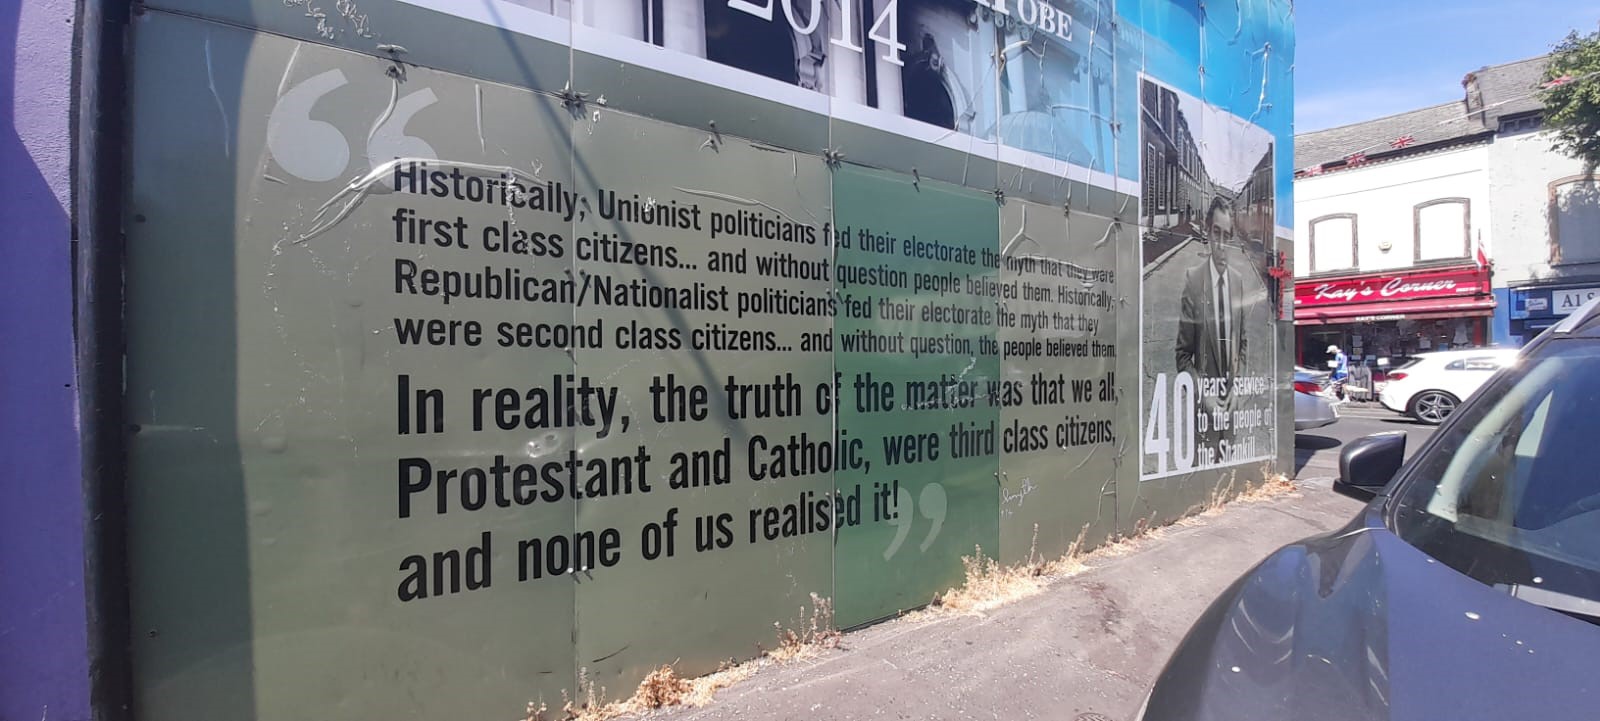 2014
TOBE
“
Historically, Unionist politicians fed their electorate the myth that they were
first class citizens... and without question people believed them. Historically,
Republican/Nationalist politicians fed their electorate the myth that they
were second class citizens... and without question, the people believed them.
In reality, the truth of the matter was that we all,
Protestant and Catholic, were third class citizens,
and none of us realised it!
”
40 years' service
to the people of
the Shankill
Kay's Corner
KAY'S CORNER
A1